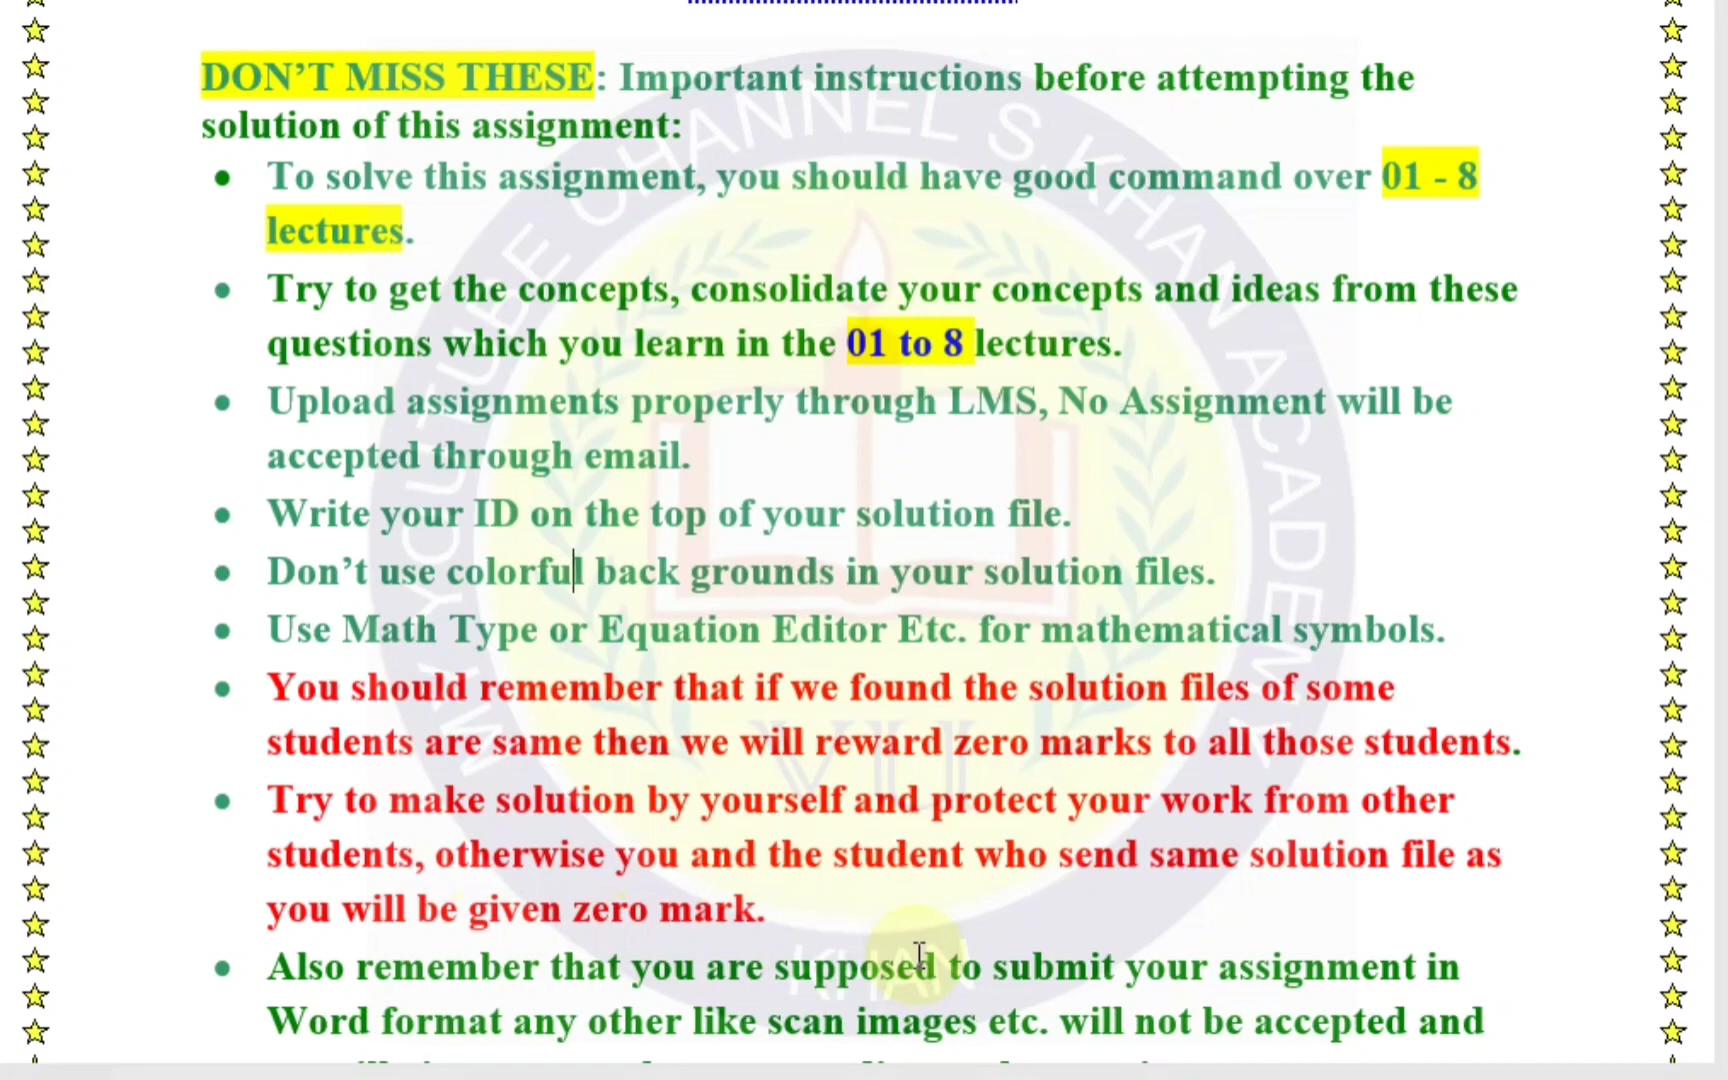 DON'T MISS THESE: Important instructions before attempting the
solution of this assignment:
• To solve this assignment, you should have good command over 01 - 8
lectures.
• Try to get the concepts, consolidate your concepts and ideas from these
questions which you learn in the 01 to 8 lectures.
• Upload assignments properly through LMS, No Assignment will be
accepted through email.
• Write your ID on the top of your solution file.
• Don't use colorful back grounds in your solution files.
• Use Math Type or Equation Editor Etc. for mathematical symbols.
• You should remember that if we found the solution files of some
students are same then we will reward zero marks to all those students.
• Try to make solution by yourself and protect your work from other
students, otherwise you and the student who send same solution file as
you will be given zero mark.
• Also remember that you are supposed to submit your assignment in
Word format any other like scan images etc. will not be accepted and
MY YOUTUBE CHANNEL S.KHAN ACADEMY
VU
KHAN